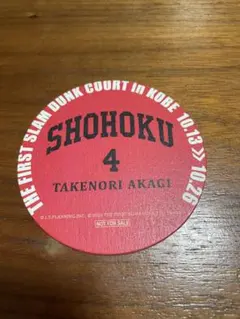 THE FIRST SLAM DUNK COURT in KOBE 10.13 >> 10.26
SHOHOKU
4
TAKENORI AKAGI
NOT FOR SALE